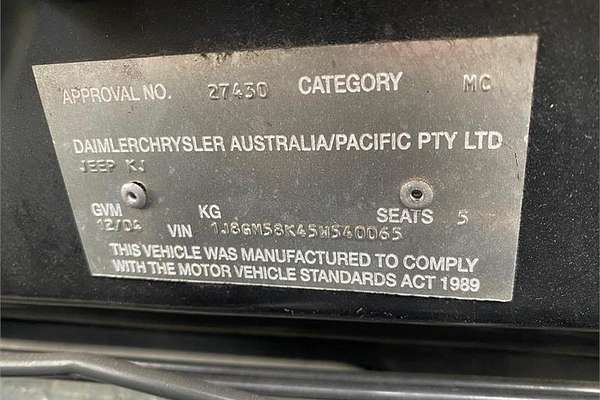 APPROVAL NO. 27430 CATEGORY MC
DAIMLERCHRYSLER AUSTRALIA/PACIFIC PTY LTD
JEEP KJ
GVM KG SEATS 5
12/04 VIN 1J8GM58K45W540065
THIS VEHICLE WAS MANUFACTURED TO COMPLY
WITH THE MOTOR VEHICLE STANDARDS ACT 1989